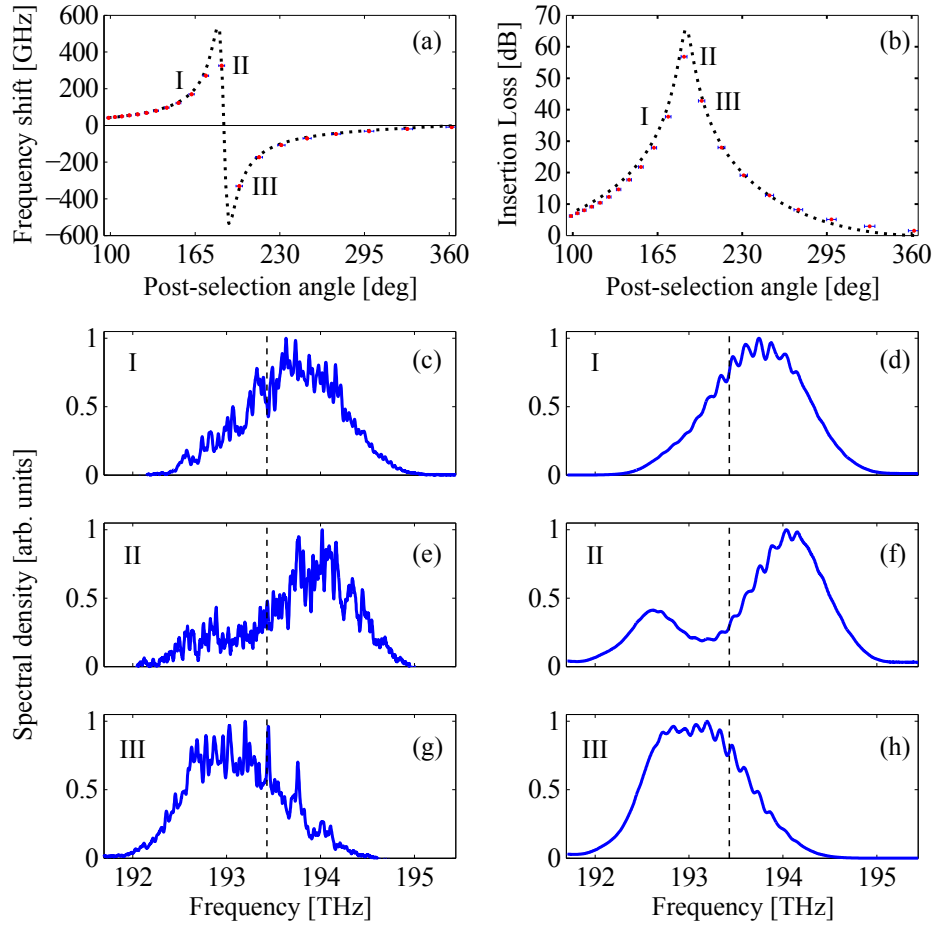 (a)
Frequency shift [GHz]
600
400
200
0
−200
−400
−600
I
II
III
100 165 230 295 360
Post-selection angle [deg]
(b)
Insertion Loss [dB]
70
60
50
40
30
20
10
0
I
II
III
100 165 230 295 360
Post-selection angle [deg]
Spectral density [arb. units]
I
(c)
1
0.5
0
I
(d)
1
0.5
0
II
(e)
1
0.5
0
II
(f)
1
0.5
0
III
(g)
1
0.5
0
192 193 194 195
Frequency [THz]
III
(h)
1
0.5
0
192 193 194 195
Frequency [THz]